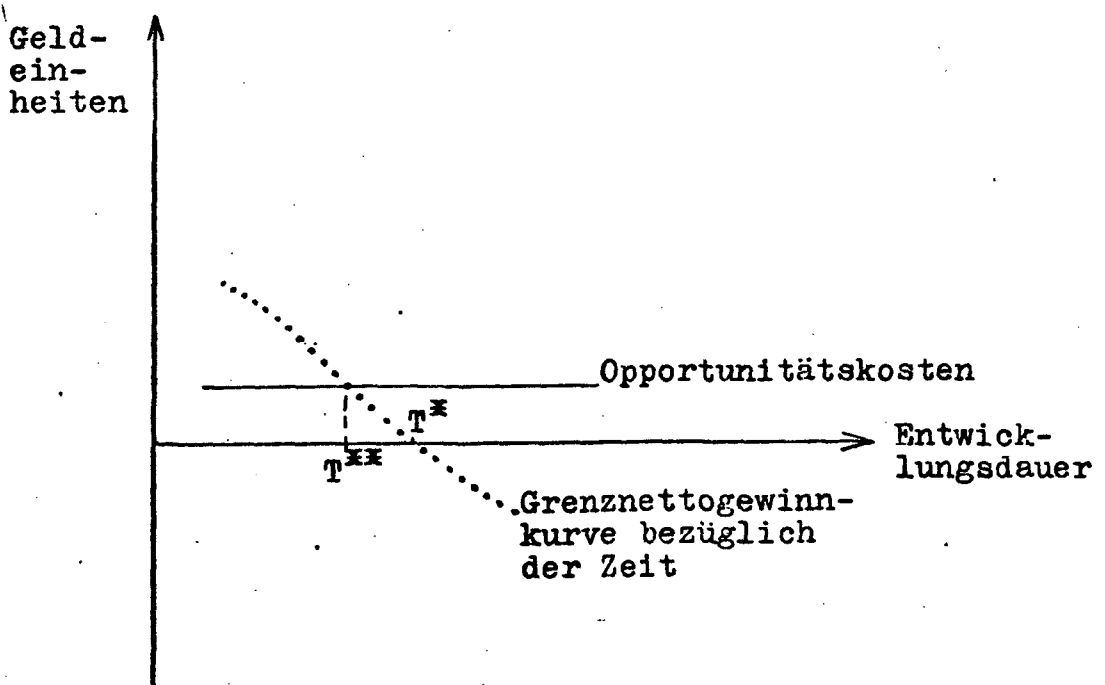 Geld-
ein-
heiten
Opportunitätskosten
T*
T**
Entwick-
lungsdauer
Grenznettogewinn-
kurve bezüglich
der Zeit